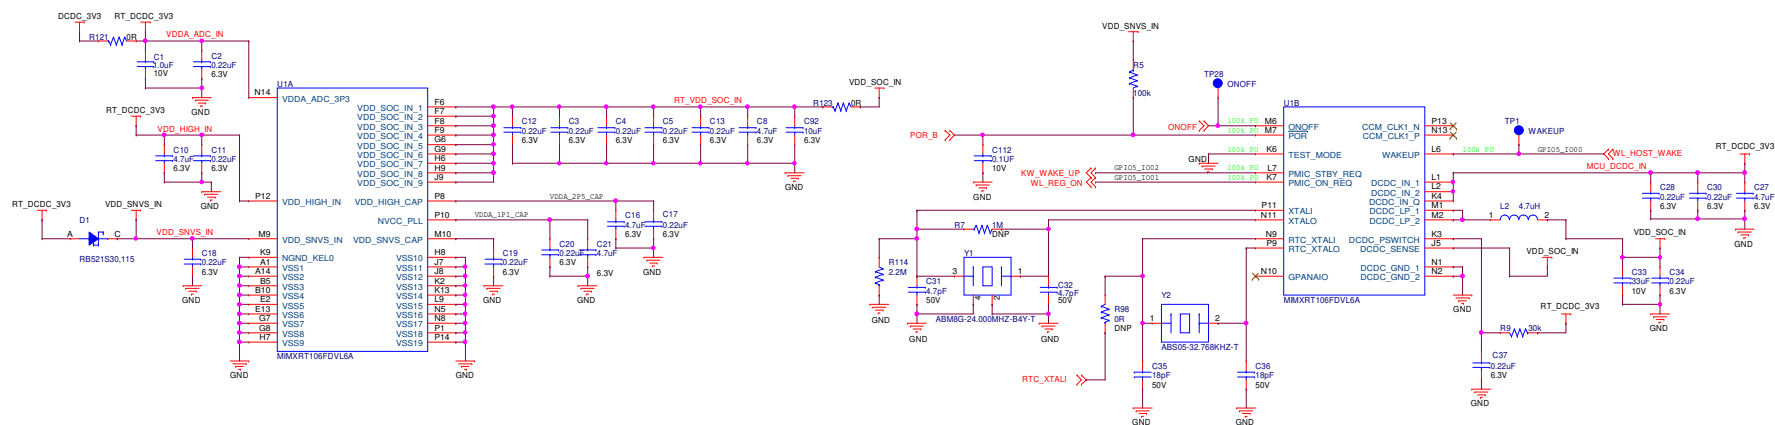 DCDC_3V3
RT_DCDC_3V3
R121
0R
VDDA_ADC_IN
C1
1.0uF
10V
C2
0.22uF
6.3V
GND
RT_DCDC_3V3
VDD_HIGH_IN
C10
4.7uF
6.3V
C11
0.22uF
6.3V
GND
RT_DCDC_3V3
VDD_SNVS_IN
D1
A
C
RB521S30,115
VDD_SNVS_IN
C18
0.22uF
6.3V
GND
U1A
N14
VDDA_ADC_3P3
P12
VDD_HIGH_IN
M9
VDD_SNVS_IN
K9
NGND_KEL0
A1
VSS1
A14
VSS2
B5
VSS3
B10
VSS4
E2
VSS5
E13
VSS6
G7
VSS7
G8
VSS8
H7
VSS9
GND
MIMXRT106FDVL6A
VDD_SOC_IN_1
F6
VDD_SOC_IN_2
F7
VDD_SOC_IN_3
F8
VDD_SOC_IN_4
F9
VDD_SOC_IN_5
G6
VDD_SOC_IN_6
G9
VDD_SOC_IN_7
H6
VDD_SOC_IN_8
H9
VDD_SOC_IN_9
J9
VDD_HIGH_CAP
P8
NVCC_PLL
P10
VDD_SNVS_CAP
M10
VSS10
H8
VSS11
J7
VSS12
J8
VSS13
K2
VSS14
K13
VSS15
L9
VSS16
N5
VSS17
N8
VSS18
P1
VSS19
P14
GND
RT_VDD_SOC_IN
R123
0R
VDD_SOC_IN
C12
0.22uF
6.3V
C3
0.22uF
6.3V
C4
0.22uF
6.3V
C5
0.22uF
6.3V
C13
0.22uF
6.3V
C8
4.7uF
6.3V
C92
10uF
6.3V
GND
VDDA_2P5_CAP
VDDA_1P1_CAP
C16
4.7uF
6.3V
C17
0.22uF
6.3V
GND
C19
0.22uF
6.3V
GND
C20
0.22uF
6.3V
C21
4.7uF
6.3V
GND
VDD_SNVS_IN
R5
100k
POR_B
C112
0.1UF
10V
GND
TP28
ONOFF
ONOFF
100k PU
100k PU
GND
100k PU
KW_WAKE_UP
GPIO5_IO02
100k PU
WL_REG_ON
GPIO5_IO01
100k PU
R7
1M
DNP
R114
2.2M
GND
Y1
3
1
4
2
ABM8G-24.000MHZ-B4Y-T
C31
4.7pF
50V
GND
C32
4.7pF
50V
GND
R98
0R
DNP
RTC_XTALI
Y2
1
2
ABS05-32.768KHZ-T
C35
18pF
50V
GND
C36
18pF
50V
GND
U1B
M6
ONOFF
M7
POR
K6
TEST_MODE
L7
PMIC_STBY_REQ
K7
PMIC_ON_REQ
P11
XTALI
N11
XTALO
N9
RTC_XTALI
P9
RTC_XTALO
N10
GPANAIO
MIMXRT106FDVL6A
CCM_CLK1_N
P13
CCM_CLK1_P
N13
WAKEUP
L6
DCDC_IN_1
L1
DCDC_IN_2
L2
DCDC_IN_Q
K4
DCDC_LP_1
M1
DCDC_LP_2
M2
DCDC_PSWITCH
K3
DCDC_SENSE
J5
DCDC_GND_1
N1
DCDC_GND_2
N2
GND
TP1
WAKEUP
100k PU
GPIO5_IO00
WL_HOST_WAKE
MCU_DCDC_IN
RT_DCDC_3V3
C28
0.22uF
6.3V
C30
0.22uF
6.3V
C27
4.7uF
6.3V
GND
L2
4.7uH
1
2
VDD_SOC_IN
VDD_SOC_IN
C33
33uF
10V
C34
0.22uF
6.3V
GND
RT_DCDC_3V3
R9
30k
C37
0.22uF
6.3V
GND